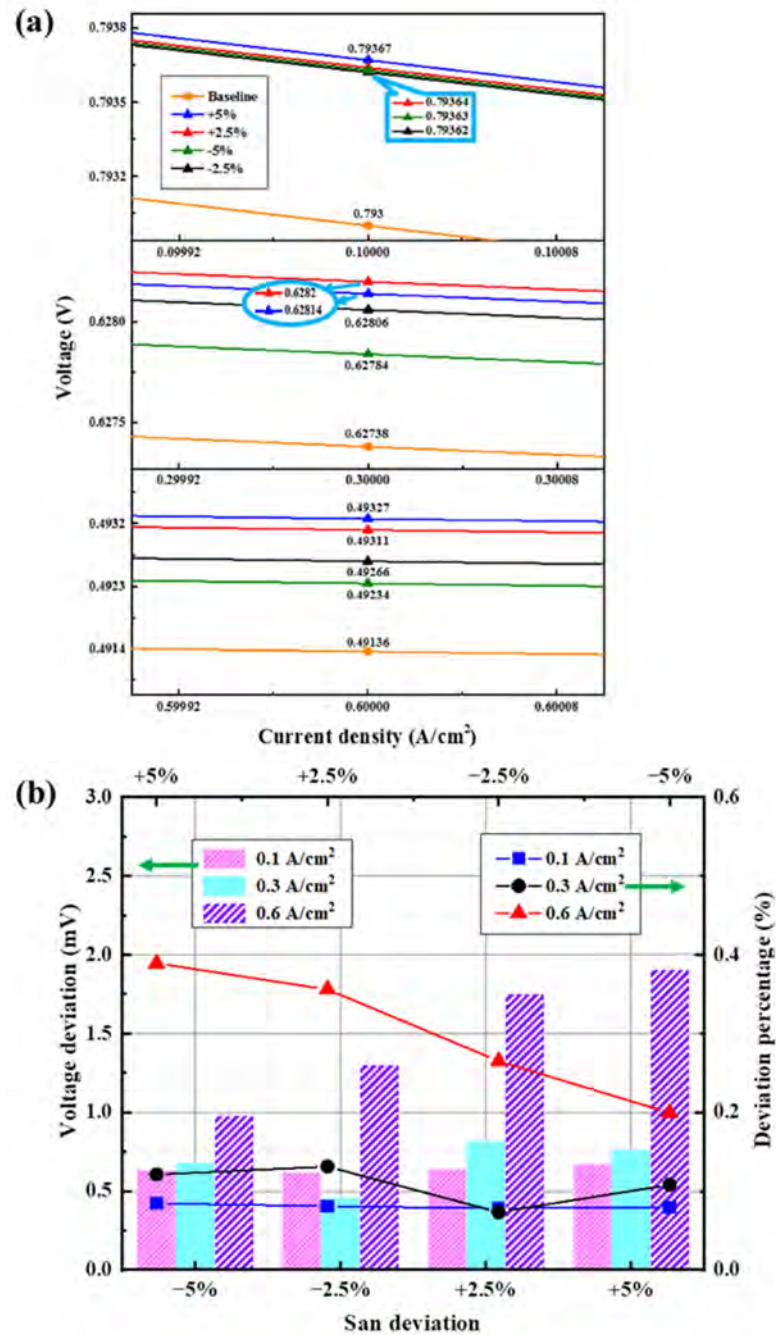 (a)
0.7938
0.7935
0.7932
0.79367
0.79364
0.79363
0.79362
Baseline
+5%
+2.5%
-5%
-2.5%
0.793
0.09992
0.10000
0.10008
0.6280
0.6275
0.6282
0.62814
0.62806
0.62784
0.62738
0.29992
0.30000
0.30008
0.4932
0.4923
0.4914
0.49327
0.49311
0.49266
0.49234
0.49136
0.59992
0.60000
0.60008
Voltage (V)
Current density (A/cm²)
(b)
+5% +2.5% −2.5% −5%
3.0
2.5
2.0
1.5
1.0
0.5
0.0
0.1 A/cm²
0.3 A/cm²
0.6 A/cm²
0.1 A/cm²
0.3 A/cm²
0.6 A/cm²
0.6
0.4
0.2
0.0
Voltage deviation (mV)
Deviation percentage (%)
−5% −2.5% +2.5% +5%
San deviation